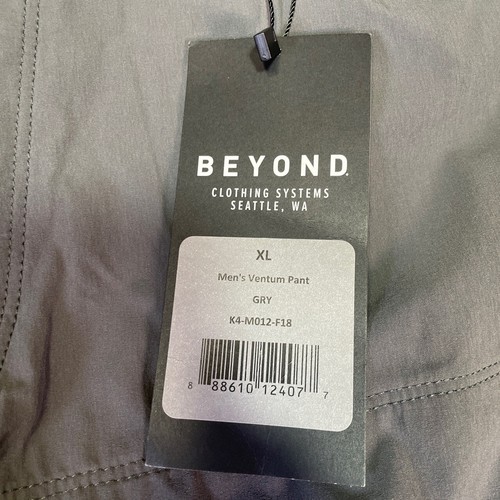 BEYOND.
CLOTHING SYSTEMS
SEATTLE, WA
XL
Men's Ventum Pant
GRY
K4-M012-F18
8 88610 12407 7